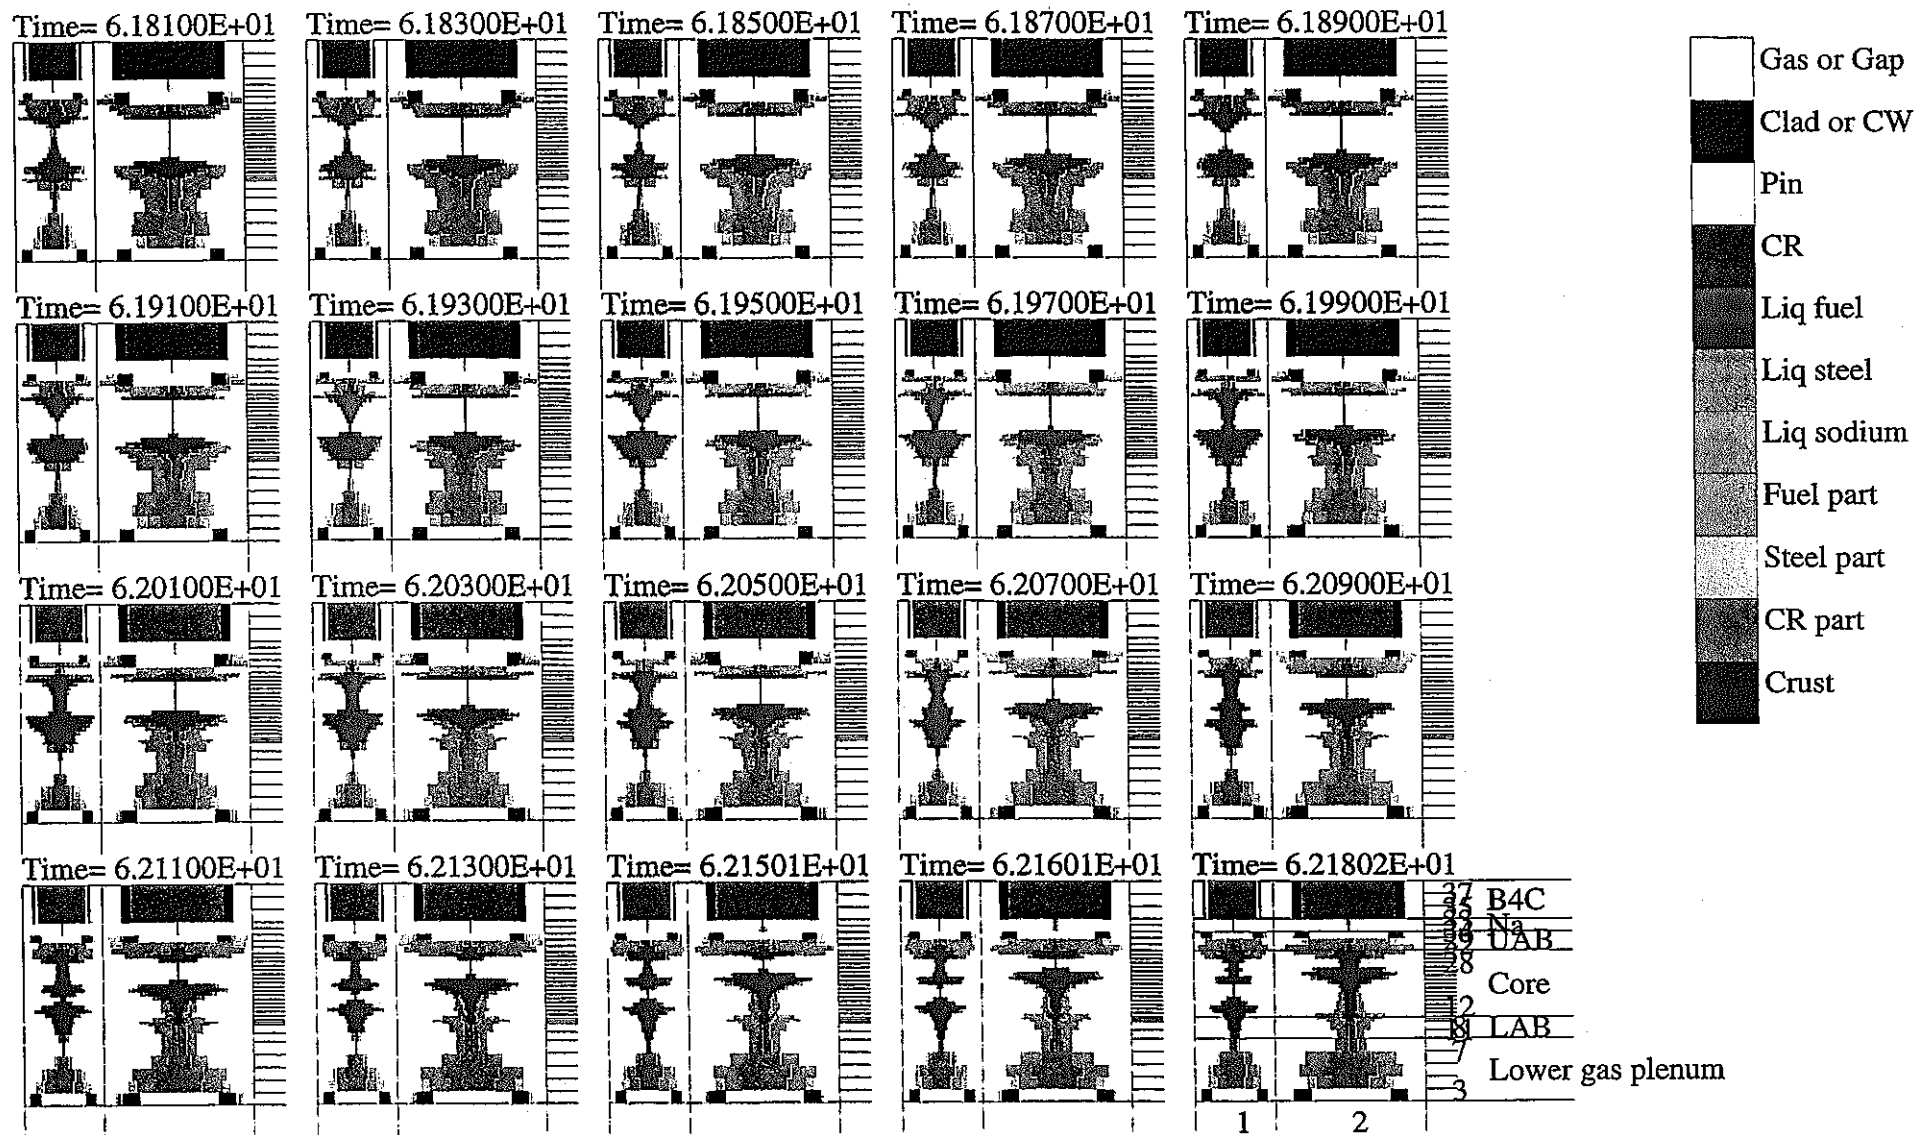 Time= 6.18100E+01
Time= 6.18300E+01
Time= 6.18500E+01
Time= 6.18700E+01
Time= 6.18900E+01
Gas or Gap
Clad or CW
Pin
CR
Liq fuel
Liq steel
Liq sodium
Fuel part
Steel part
CR part
Crust
Time= 6.19100E+01
Time= 6.19300E+01
Time= 6.19500E+01
Time= 6.19700E+01
Time= 6.19900E+01
Time= 6.20100E+01
Time= 6.20300E+01
Time= 6.20500E+01
Time= 6.20700E+01
Time= 6.20900E+01
Time= 6.21100E+01
Time= 6.21300E+01
Time= 6.21501E+01
Time= 6.21601E+01
Time= 6.21802E+01
37 B4C
Na
UAB
28
Core
12
LAB
7
Lower gas plenum
3
1 2